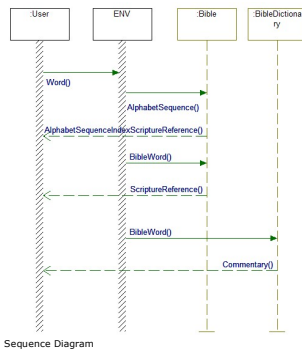 :User
ENV
:Bible
:BibleDictiona
ry
Word()
AlphabetSequence()
AlphabetSequenceIndexScriptureReference()
BibleWord()
ScriptureReference()
BibleWord()
Commentary()
Sequence Diagram